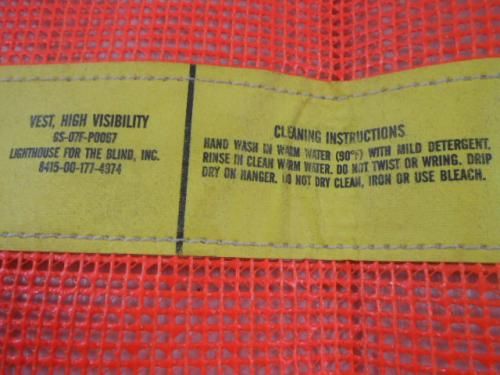 VEST, HIGH VISIBILITY
GS-07F-P0067
LIGHTHOUSE FOR THE BLIND, INC.
8415-00-177-4974
CLEANING INSTRUCTIONS
HAND WASH IN WARM WATER (90°F) WITH MILD DETERGENT,
RINSE IN CLEAN WARM WATER. DO NOT TWIST OR WRING. DRIP
DRY ON HANGER. DO NOT DRY CLEAN, IRON OR USE BLEACH.